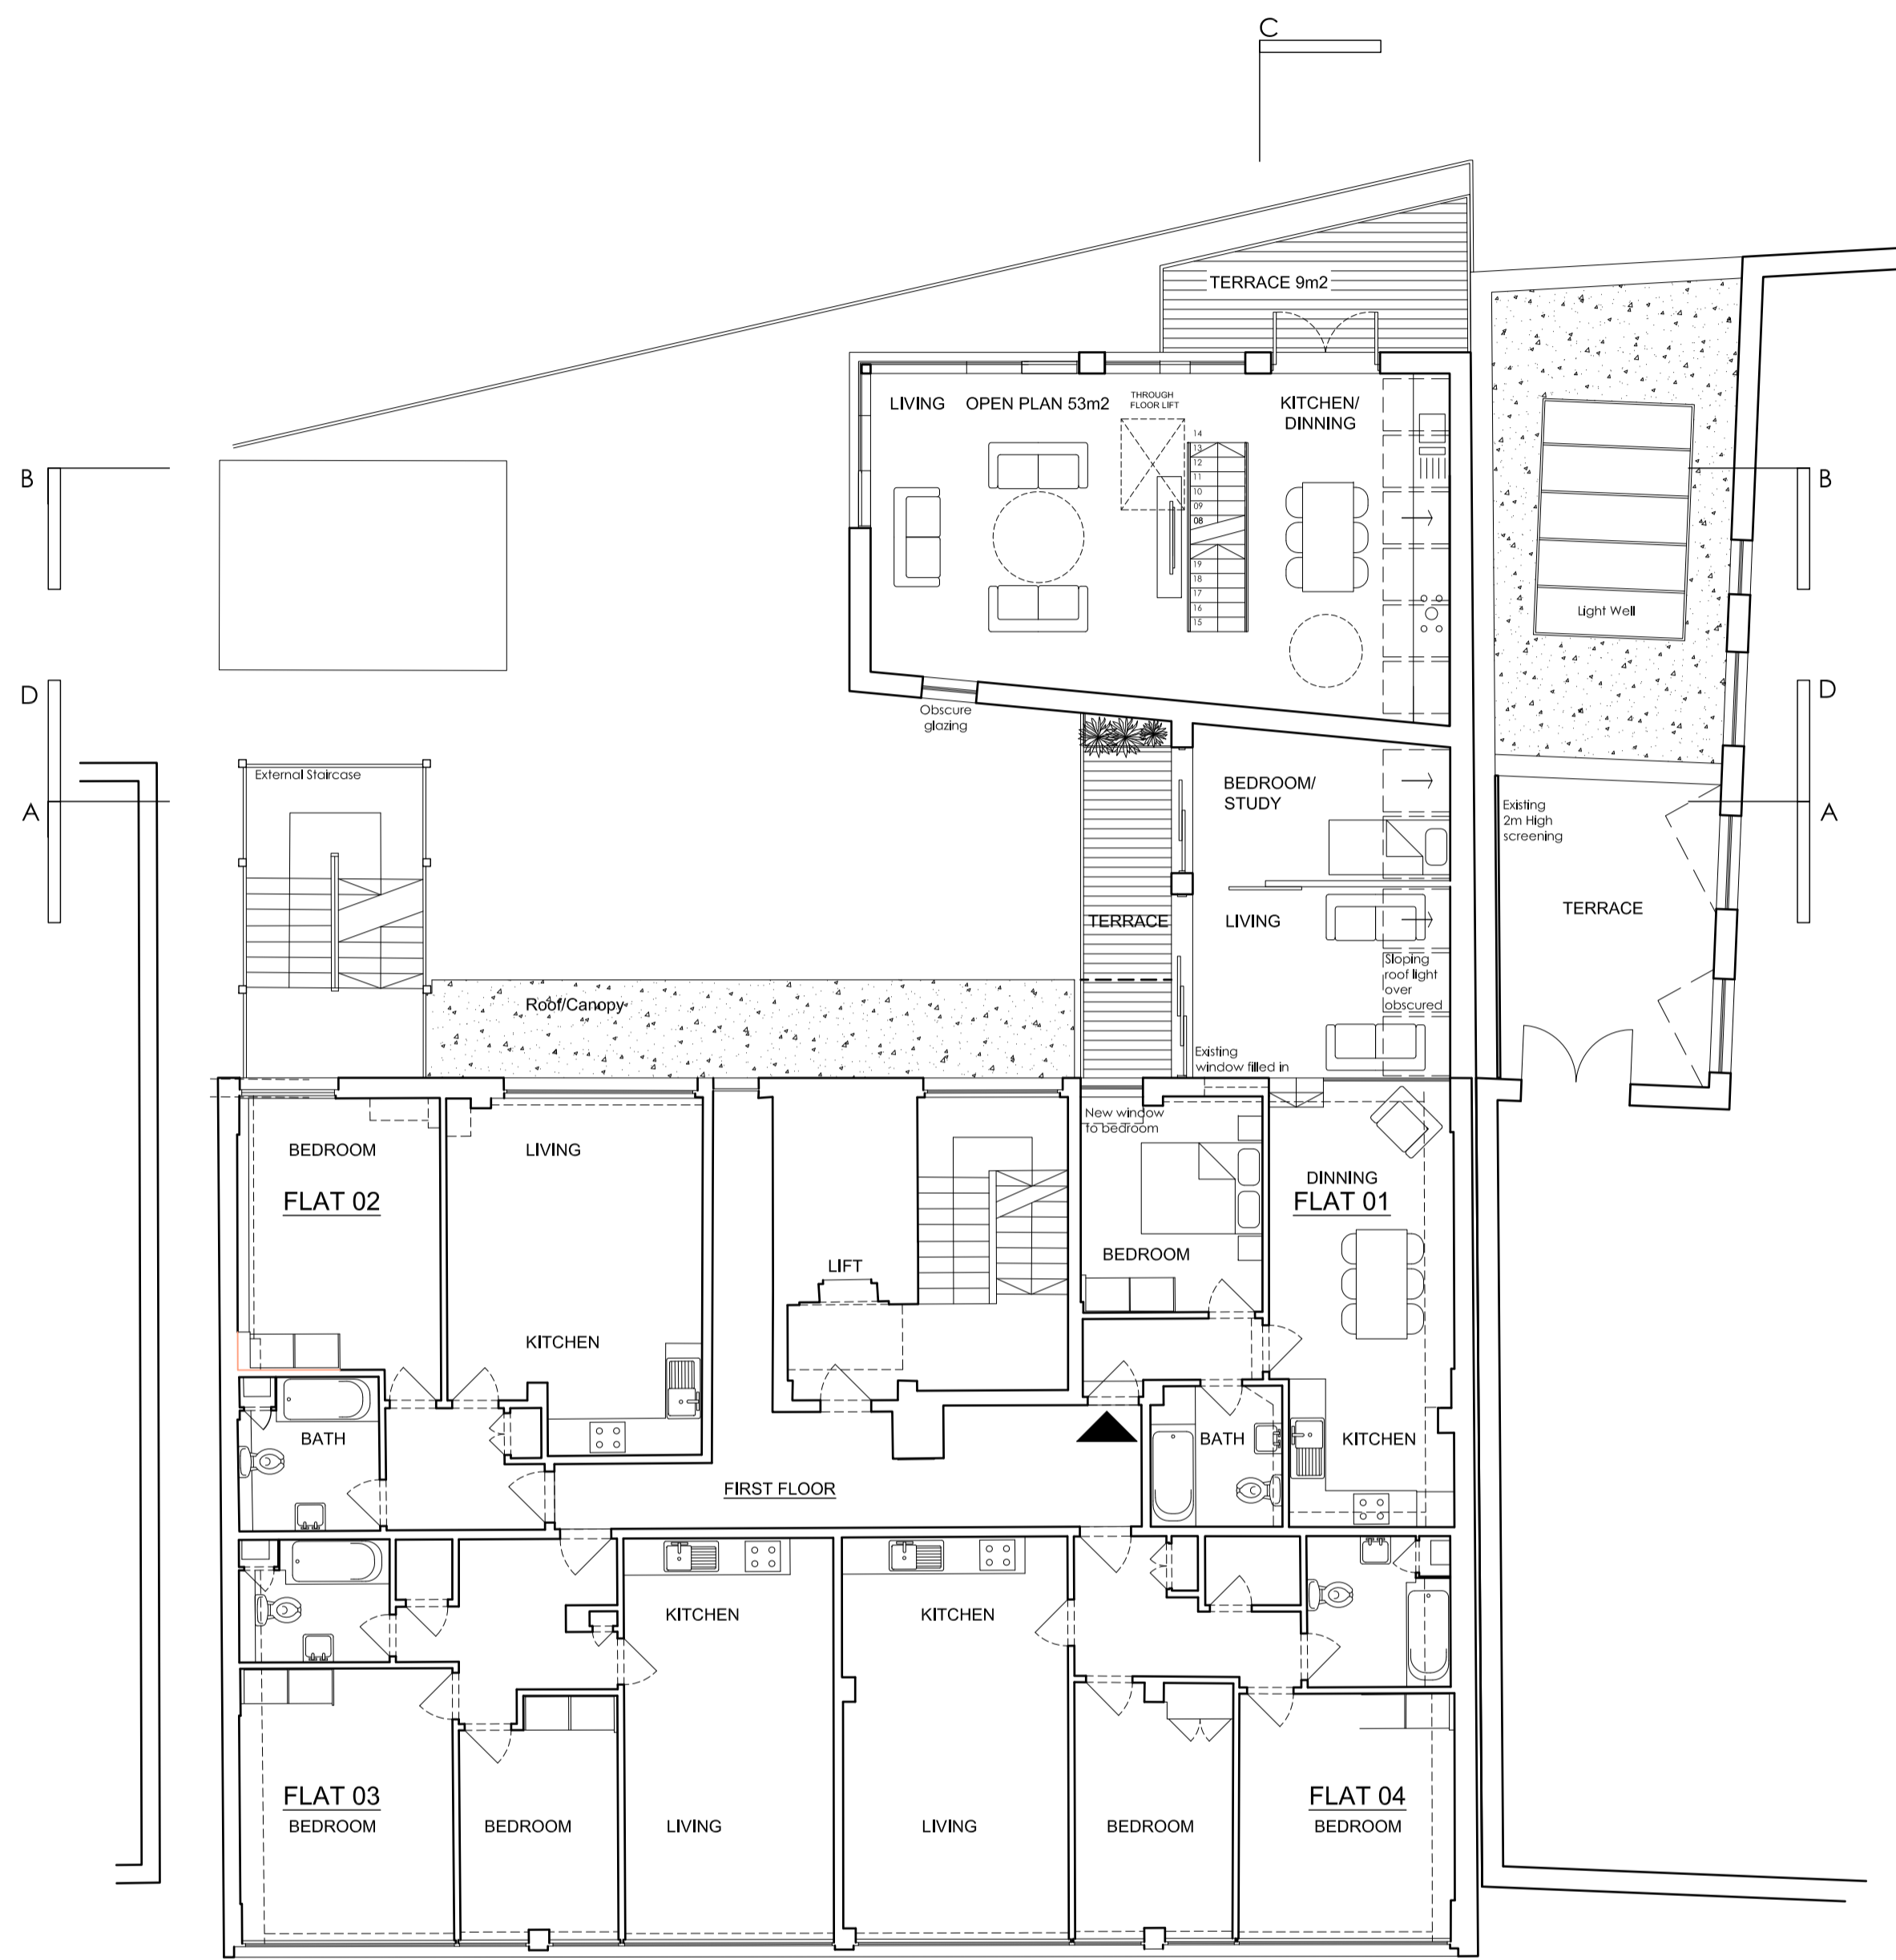 C
TERRACE 9m2
LIVING
OPEN PLAN 53m2
THROUGH
FLOOR LIFT
KITCHEN/
DINNING
14
13
12
11
10
09
08
19
18
17
16
15
B
B
Light Well
D
D
Obscure
glazing
External Staircase
BEDROOM/
STUDY
A
A
Existing
2m High
screening
TERRACE
LIVING
TERRACE
Sloping
roof light
over
obscured
Roof/Canopy
Existing
window filled in
New window
to bedroom
BEDROOM
FLAT 02
LIVING
DINNING
FLAT 01
BEDROOM
LIFT
KITCHEN
BATH
BATH
KITCHEN
FIRST FLOOR
KITCHEN
KITCHEN
FLAT 03
BEDROOM
BEDROOM
LIVING
LIVING
BEDROOM
FLAT 04
BEDROOM